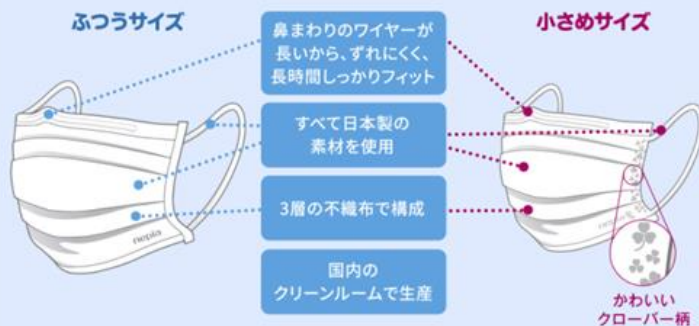 ふつうサイズ
小さめサイズ
鼻まわりのワイヤーが
長いから、ずれにくく、
長時間しっかりフィット
すべて日本製の
素材を使用
3層の不織布で構成
国内の
クリーンルームで生産
nepia
nepia
かわいい
クローバー柄